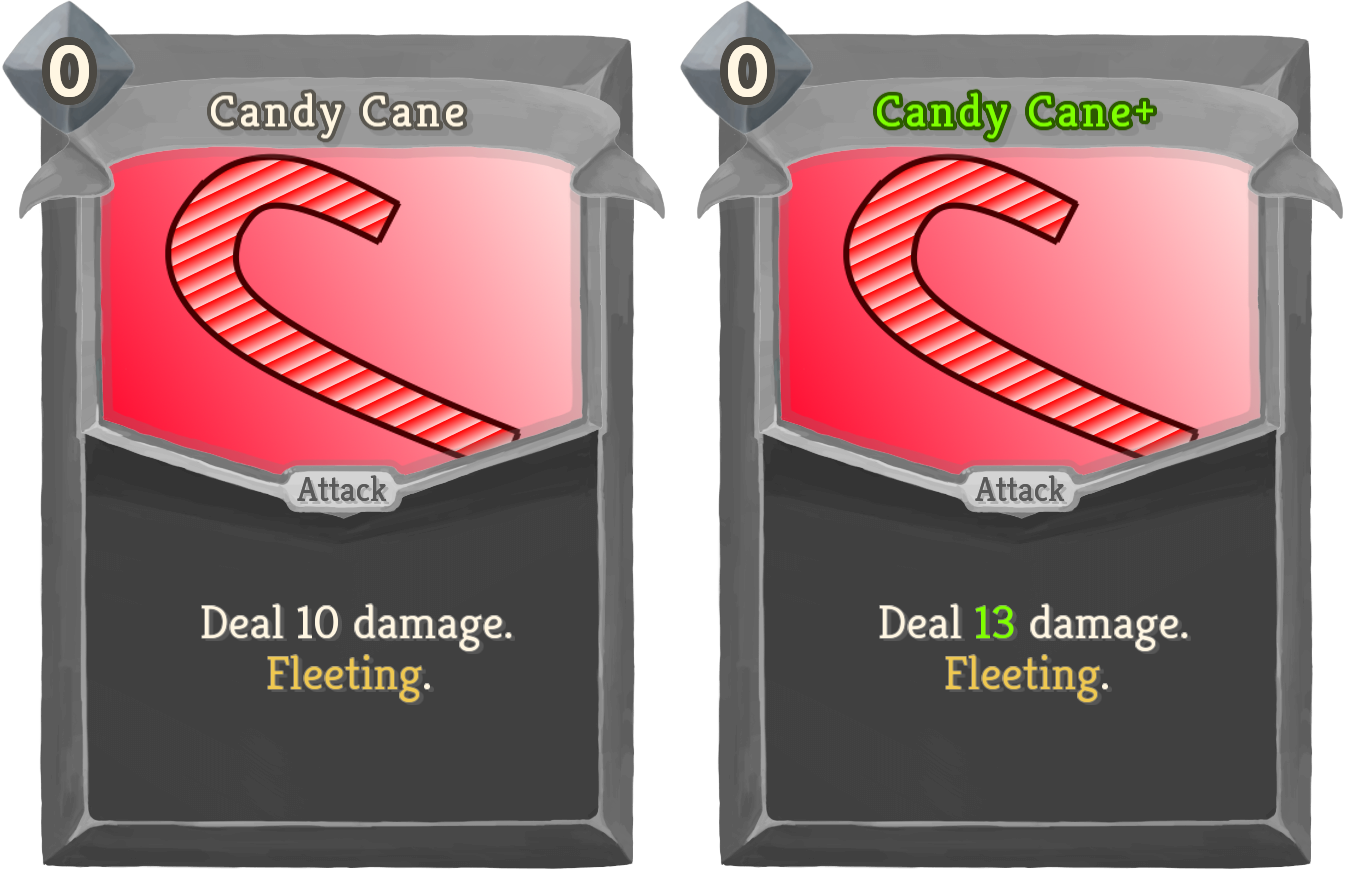 0
Candy Cane
Attack
Deal 10 damage.
Fleeting.
0
Candy Cane+
Attack
Deal 13 damage.
Fleeting.